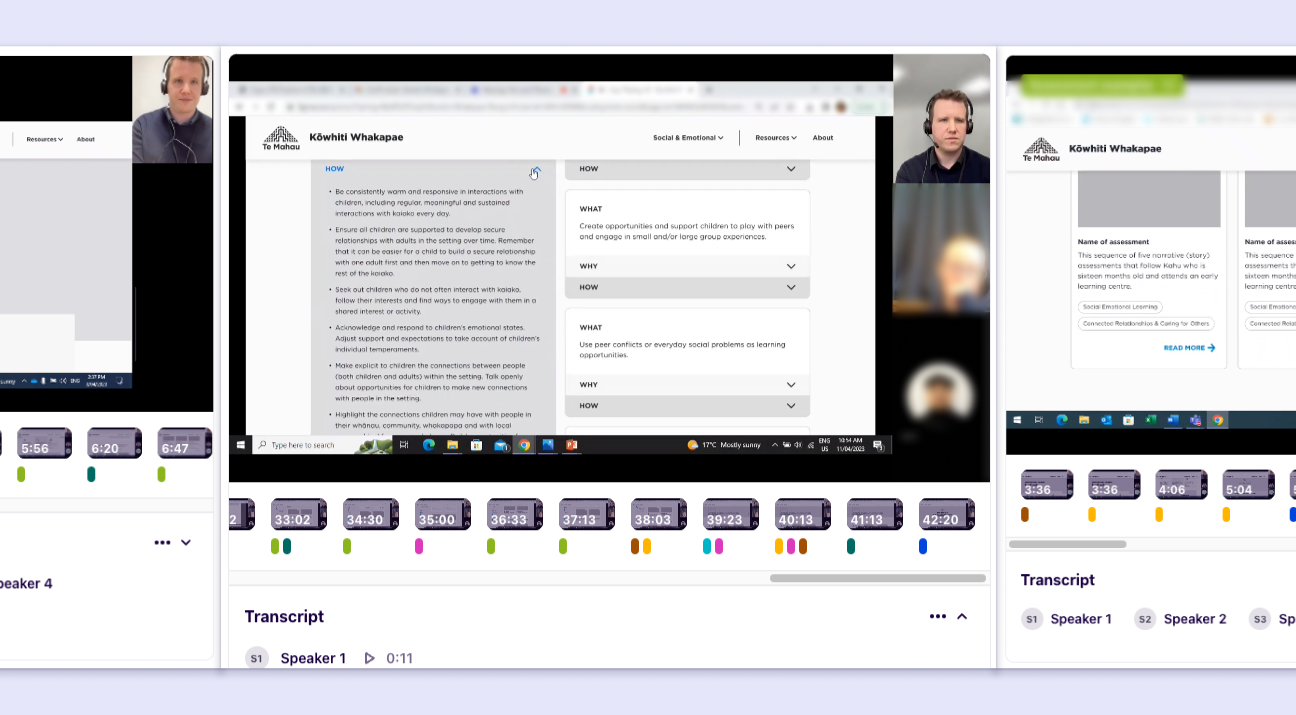 Resources
About
sunny
ENG
3:37 PM
5:56
6:20
6:47
peaker 4
Te Mahau
Kōwhiti Whakapae
Social & Emotional
Resources
About
HOW
• Be consistently warm and responsive in interactions with
children, including regular, meaningful and sustained
interactions with kaiako every day.
• Ensure all children are supported to develop secure
relationships with adults in the setting over time. Remember
that it can be easier for a child to build a secure relationship
with one adult first and then move on to getting to know the
rest of the kaiako.
• Seek out children who do not often interact with kaiako,
follow their interests and find ways to engage with them in a
shared interest or activity.
• Acknowledge and respond to children's emotional states.
Adjust support and expectations to take account of children's
individual temperaments.
• Make explicit to children the connections between people
(both children and adults) within the setting. Talk openly
about opportunities for children to make new connections
with people in the setting.
• Highlight the connections children may have with people in
their whānau, community, whakapapa and with local
HOW
WHAT
Create opportunities and support children to play with peers
and engage in small and/or large group experiences.
WHY
HOW
WHAT
Use peer conflicts or everyday social problems as learning
opportunities.
WHY
HOW
Type here to search
17°C Mostly sunny
ENG
US
10:54 AM
11/04/2023
2
33:02
34:30
35:00
36:33
37:13
38:03
39:23
40:13
41:13
42:20
Transcript
S1 Speaker 1 0:11
Te Mahau
Kōwhiti Whakapae
Name of assessment
This sequence of five narrative (story)
assessments that follow Kahu who is
sixteen months old and attends an early
learning centre.
Social Emotional Learning
Connected Relationships & Caring for Others
READ MORE
Name of asses
This sequence
assessments th
sixteen months
learning centre
Social Emotiona
Connected Relat
3:36
3:36
4:06
5:04
Transcript
S1 Speaker 1
S2 Speaker 2
S3 Sp